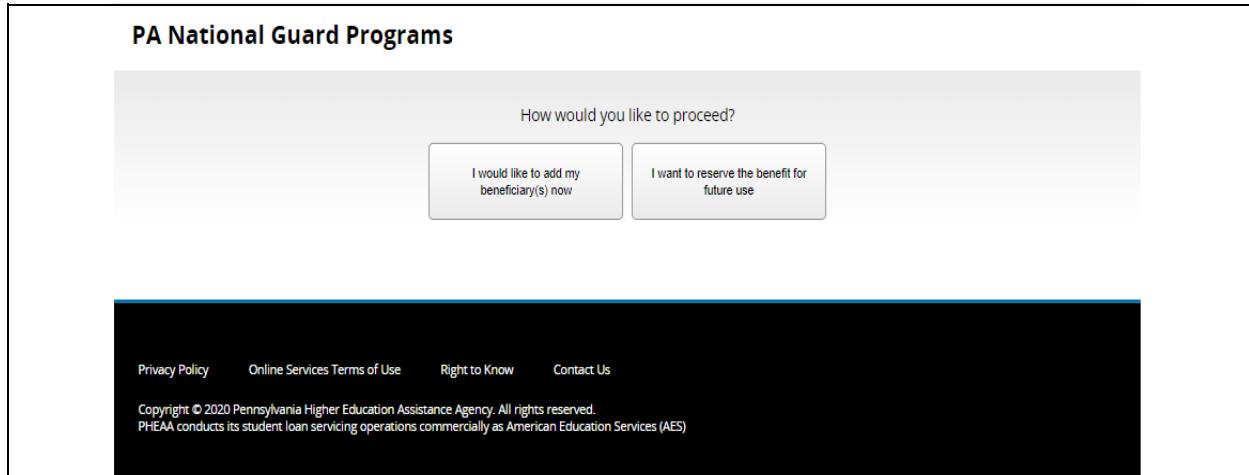 PA National Guard Programs
How would you like to proceed?
I would like to add my
beneficiary(s) now
I want to reserve the benefit for
future use
Privacy Policy Online Services Terms of Use Right to Know Contact Us
Copyright © 2020 Pennsylvania Higher Education Assistance Agency. All rights reserved.
PHEAA conducts its student loan servicing operations commercially as American Education Services (AES)